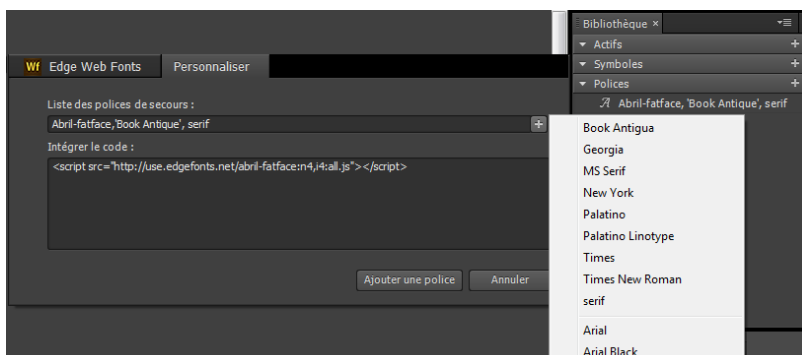 Bibliothèque ×
Actifs +
Symboles +
Polices +
Abril-fatface, 'Book Antique', serif
Wf Edge Web Fonts Personnaliser
Liste des polices de secours :
Abril-fatface,'Book Antique', serif +
Intégrer le code :
<script src="http://use.edgefonts.net/abril-fatface:n4,i4:all.js"></script>
Ajouter une police Annuler
Book Antigua
Georgia
MS Serif
New York
Palatino
Palatino Linotype
Times
Times New Roman
serif
Arial
Arial Black